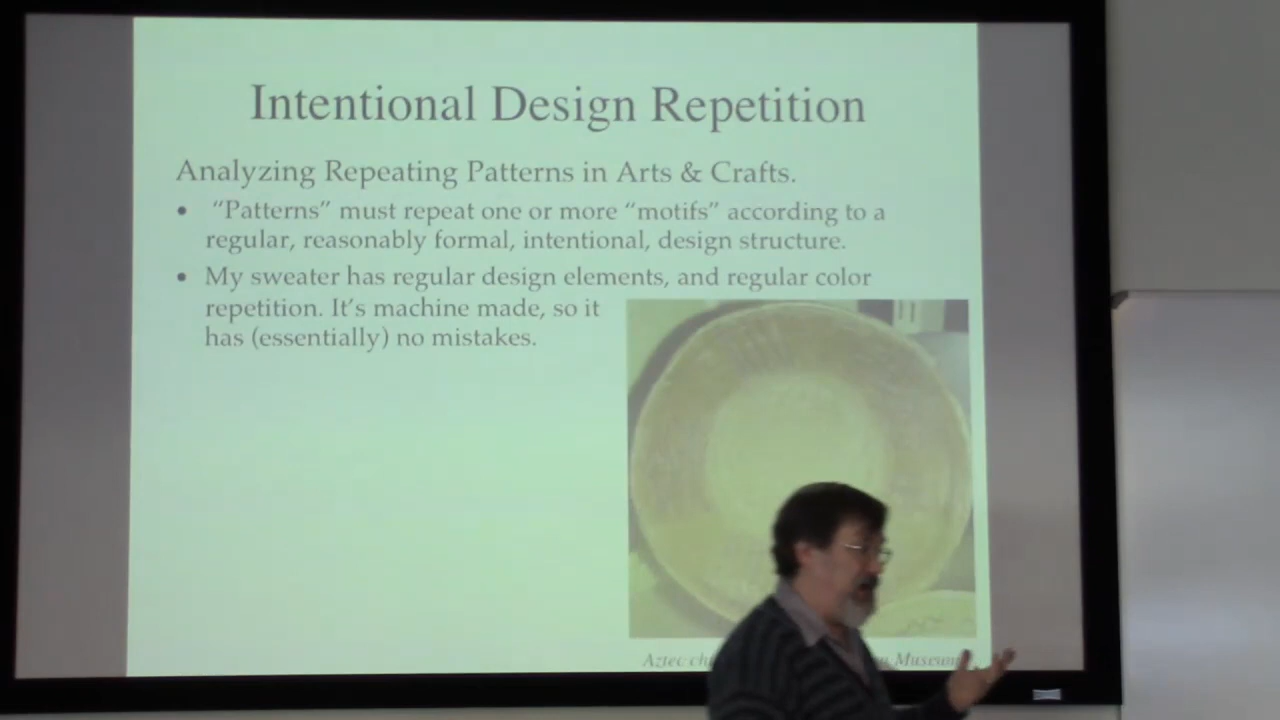 Intentional Design Repetition
Analyzing Repeating Patterns in Arts & Crafts.
• “Patterns” must repeat one or more “motifs” according to a
regular, reasonably formal, intentional, design structure.
• My sweater has regular design elements, and regular color
repetition. It’s machine made, so it
has (essentially) no mistakes.
Aztec Museum